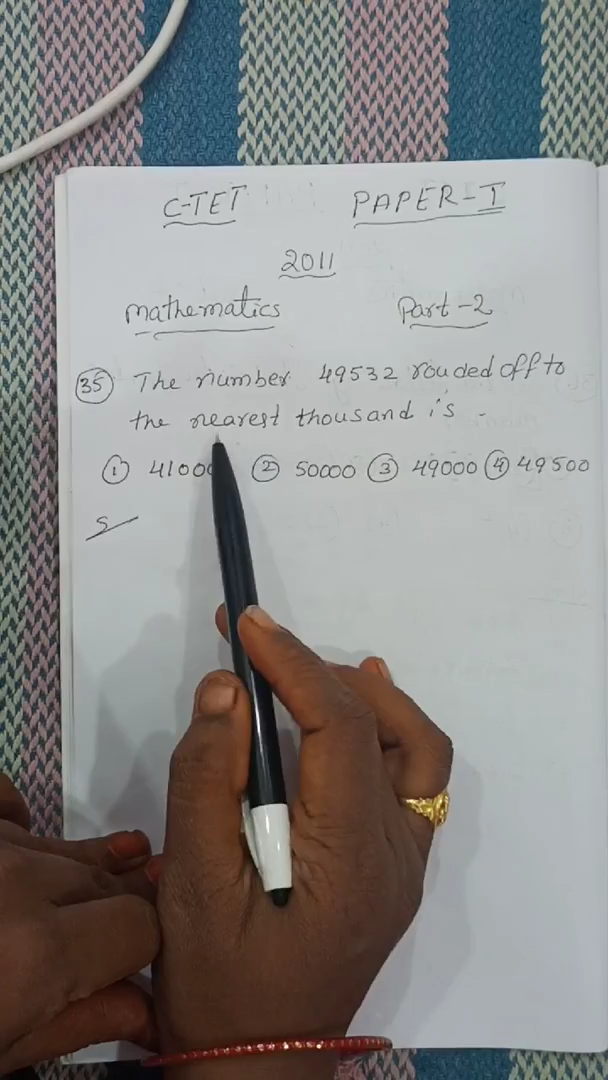 C-TET PAPER-I
2011
Mathematics Part-2
35 The number 49532 rouded off to
the nearest thousand is -
1 41000 2 50000 3 49000 4 49500
S